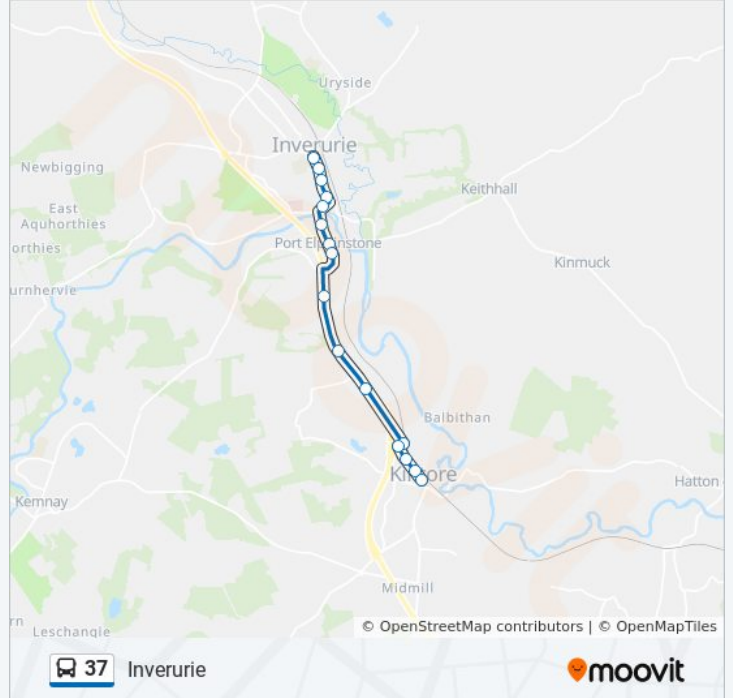 Uryside
Inverurie
Newbigging
Keithhall
East
Aquhorthies
orthies
Port Elphinstone
Kinmuck
urnhervle
Balbithan
Kintore
Hatton
Kemnay
Midmill
rn
Leschangie
© OpenStreetMap contributors | © OpenMapTiles
37 Inverurie
moovit